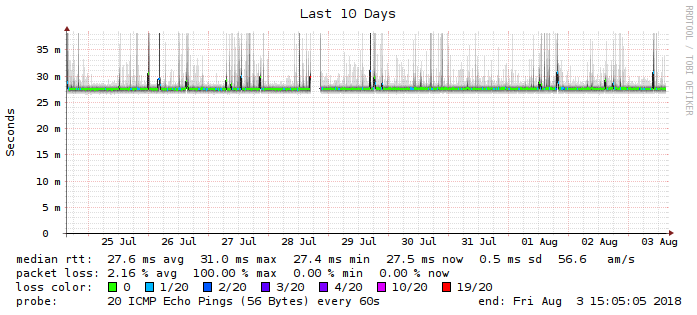 Last 10 Days
RRDTOOL / TOBI OETIKER
Seconds
35 m
30 m
25 m
20 m
15 m
10 m
5 m
0
25 Jul 26 Jul 27 Jul 28 Jul 29 Jul 30 Jul 31 Jul 01 Aug 02 Aug 03 Aug
median rtt: 27.6 ms avg 31.0 ms max 27.4 ms min 27.5 ms now 0.5 ms sd 56.6 am/s
packet loss: 2.16 % avg 100.00 % max 0.00 % min 0.00 % now
loss color: 0 1/20 2/20 3/20 4/20 10/20 19/20
probe: 20 ICMP Echo Pings (56 Bytes) every 60s end: Fri Aug 3 15:05:05 2018